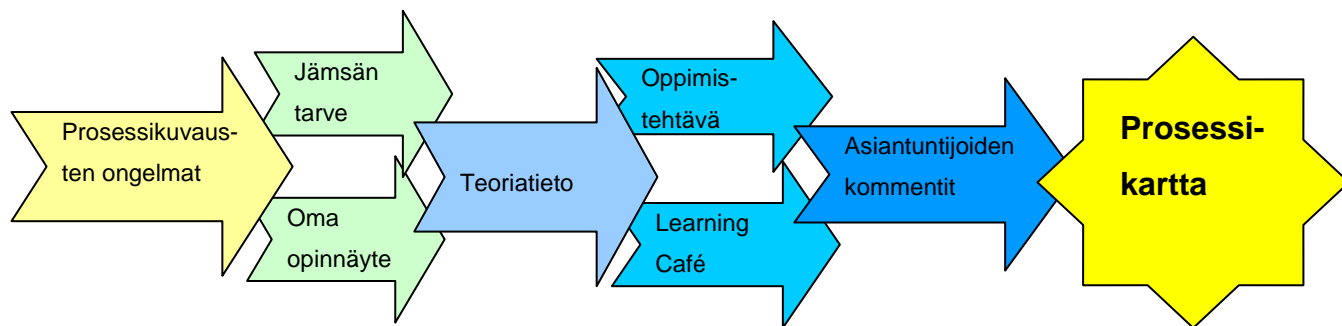 Prosessikuvaus-
ten ongelmat
Jämsän
tarve
Oma
opinnäyte
Teoriatieto
Oppimis-
tehtävä
Learning
Café
Asiantuntijoiden
kommentit
Prosessi-
kartta